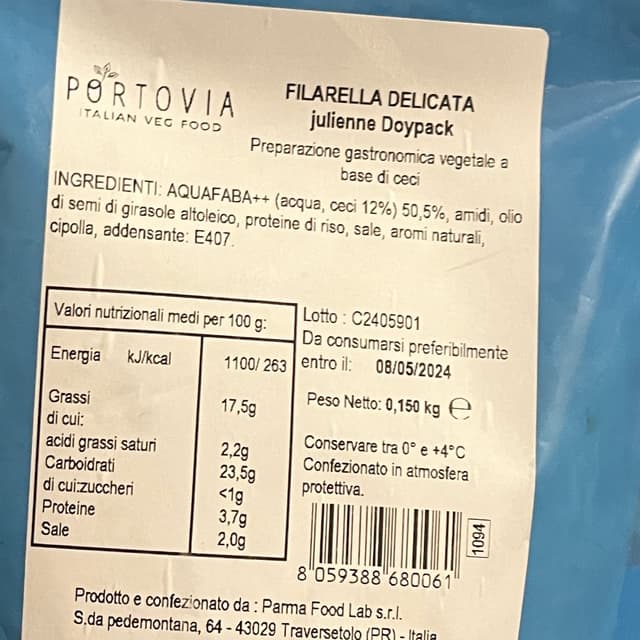 PORTOVIA
ITALIAN VEG FOOD
FILARELLA DELICATA
julienne Doypack
Preparazione gastronomica vegetale a
base di ceci
INGREDIENTI: AQUAFABA++ (acqua, ceci 12%) 50,5%, amidi, olio
di semi di girasole altoleico, proteine di riso, sale, aromi naturali,
cipolla, addensante: E407.
Valori nutrizionali medi per 100 g:
Energia kJ/kcal 1100/ 263
Grassi 17,5g
di cui:
acidi grassi saturi 2,2g
Carboidrati 23,5g
di cui:zuccheri <1g
Proteine 3,7g
Sale 2,0g
Lotto : C2405901
Da consumarsi preferibilmente
entro il: 08/05/2024
Peso Netto: 0,150 kg ℮
Conservare tra 0° e +4°C
Confezionato in atmosfera
protettiva.
1094
8 059388 680061
Prodotto e confezionato da : Parma Food Lab s.r.l.
S.da pedemontana, 64 - 43029 Traversetolo (PR) - Italia